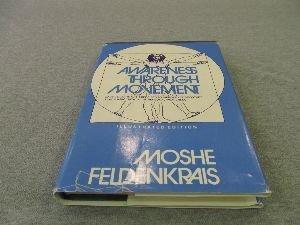 AWARENESS
THROUGH
MOVEMENT
ILLUSTRATED EDITION
MOSHE
FELDENKRAIS